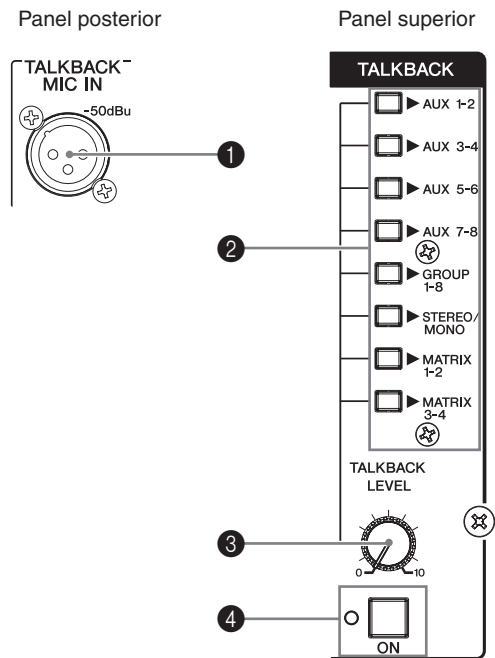 Panel posterior
TALKBACK
MIC IN
-50dBu
1
Panel superior
TALKBACK
AUX 1-2
AUX 3-4
AUX 5-6
AUX 7-8
2
GROUP
1-8
STEREO/
MONO
MATRIX
1-2
MATRIX
3-4
TALKBACK
LEVEL
3
0
10
4
ON